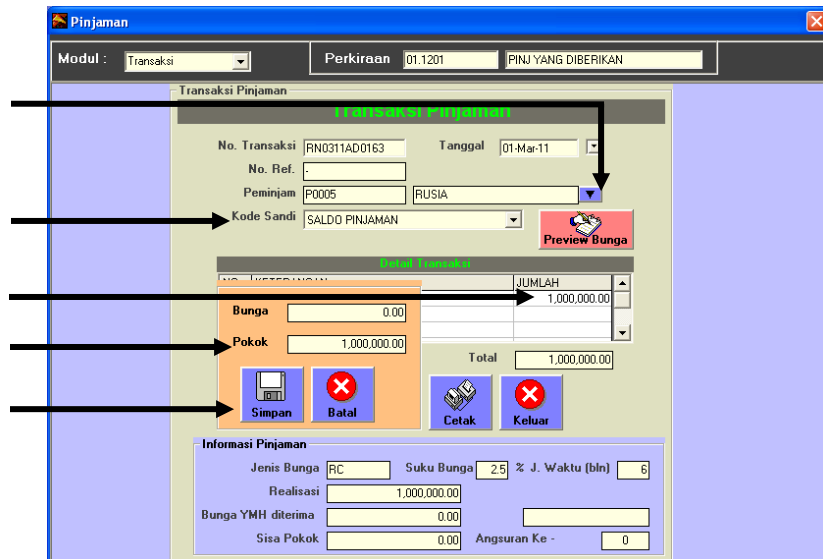 Pinjaman
Modul : Transaksi Perkiraan 01.1201 PINJ YANG DIBERIKAN
Transaksi Pinjaman
Transaksi Pinjaman
No. Transaksi RN0311AD0163 Tanggal 01-Mar-11
No. Ref. -
Peminjam P0005 RUSIA
Kode Sandi SALDO PINJAMAN
Preview Bunga
Detail Transaksi
NO KETERANGAN JUMLAH
1,000,000.00
Bunga 0.00
Pokok 1,000,000.00
Total 1,000,000.00
Simpan Batal Cetak Keluar
Informasi Pinjaman
Jenis Bunga RC Suku Bunga 2.5 % J. Waktu (bln) 6
Realisasi 1,000,000.00
Bunga YMH diterima 0.00
Sisa Pokok 0.00 Angsuran Ke - 0